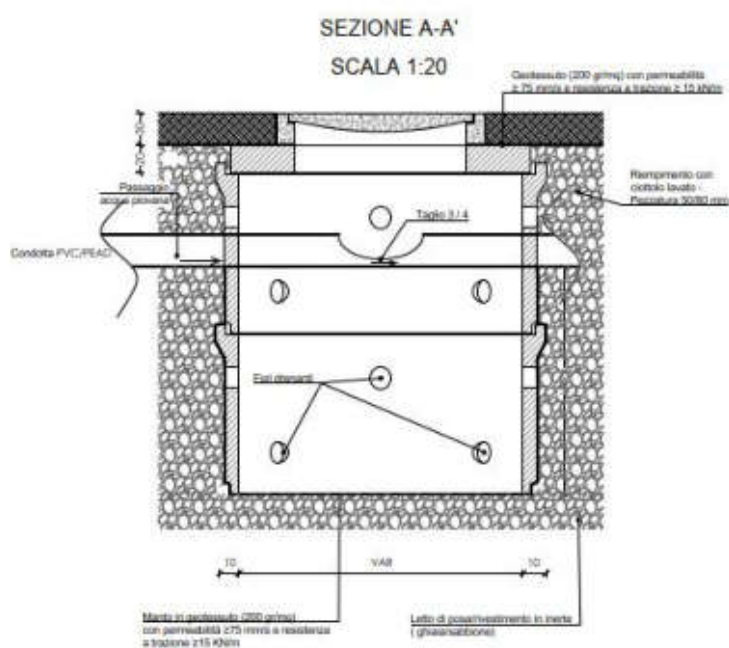 SEZIONE A-A'
SCALA 1:20
Geotessuto (200 gr/mq) con permeabilità
≥ 75 mm/s e resistenza a trazione ≥ 15 kN/m
20
Passaggio
acque piovane
Riempimento con
ciottolo lavato -
Pezzatura 50/80 mm
Taglio 3 / 4
Condotta PVC/PEAD
Fori drenanti
10
VAR
10
Manto in geotessuto (200 gr/mq)
con permeabilità ≥75 mm/s e resistenza
a trazione ≥15 KN/m
Letto di posa/rivestimento in inerte
( ghiaia/sabbione)